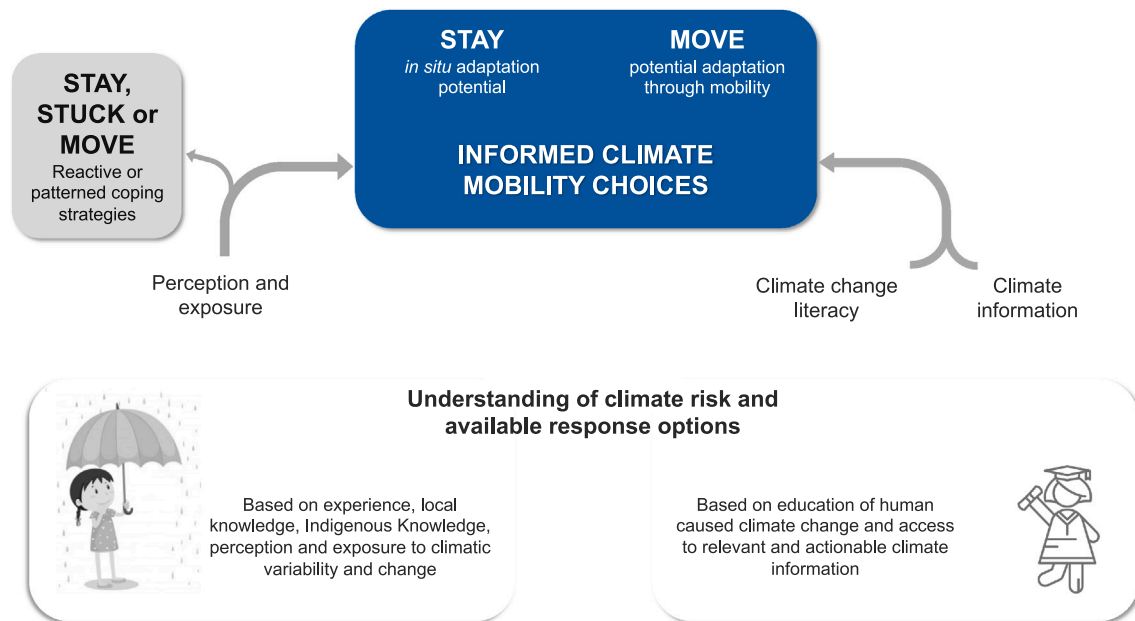 STAY,
STUCK or
MOVE
Reactive or
patterned coping
strategies
STAY
in situ adaptation
potential
MOVE
potential adaptation
through mobility
INFORMED CLIMATE
MOBILITY CHOICES
Perception and
exposure
Climate change
literacy
Climate
information
Understanding of climate risk and
available response options
Based on experience, local
knowledge, Indigenous Knowledge,
perception and exposure to climatic
variability and change
Based on education of human
caused climate change and access
to relevant and actionable climate
information